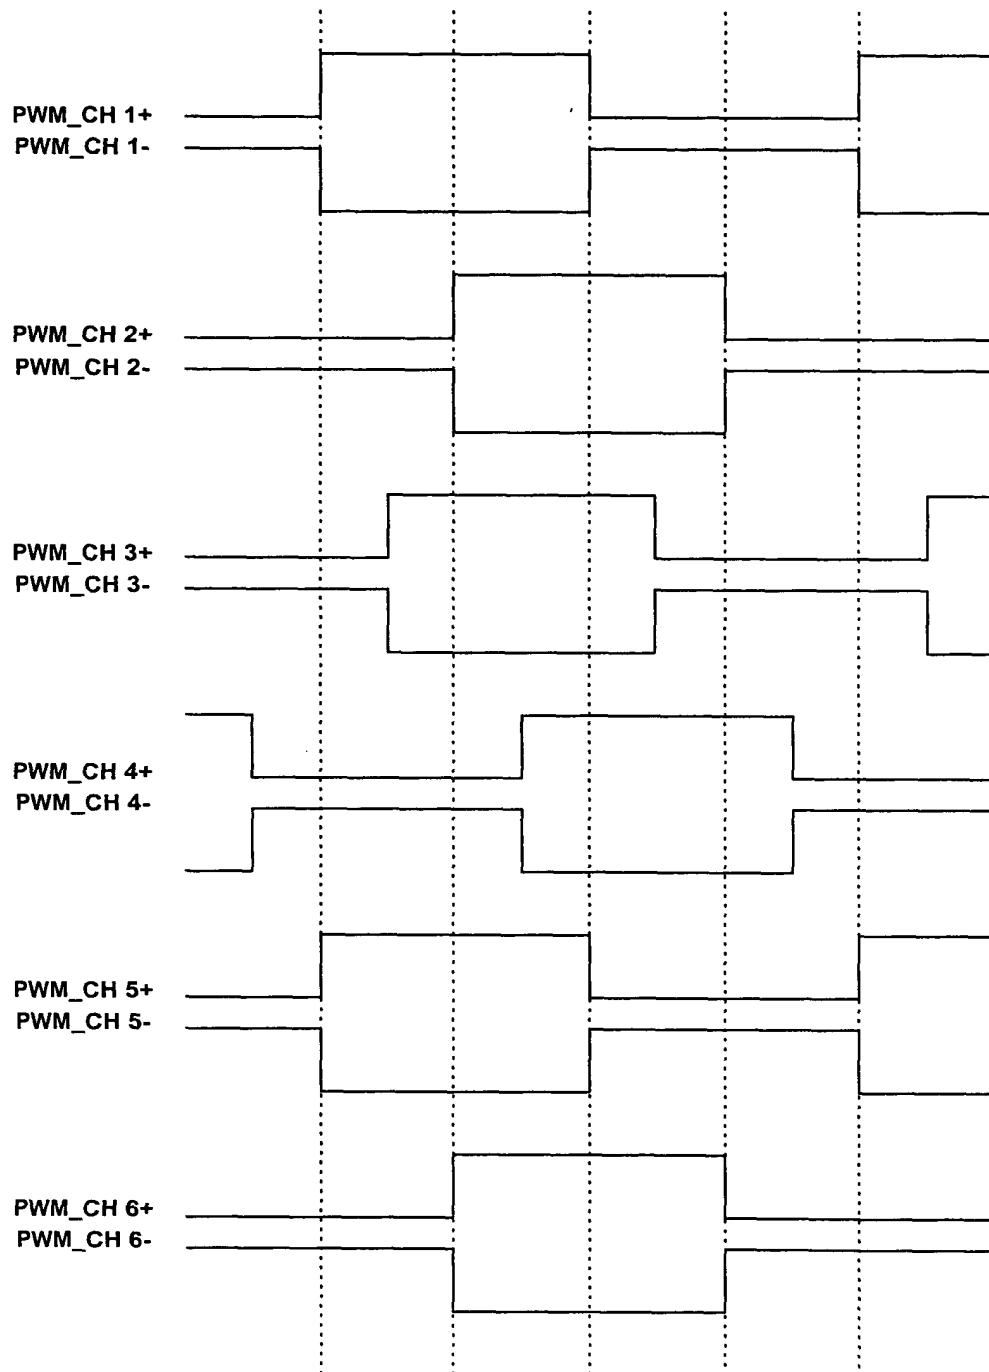 PWM_CH 1+
PWM_CH 1-
PWM_CH 2+
PWM_CH 2-
PWM_CH 3+
PWM_CH 3-
PWM_CH 4+
PWM_CH 4-
PWM_CH 5+
PWM_CH 5-
PWM_CH 6+
PWM_CH 6-